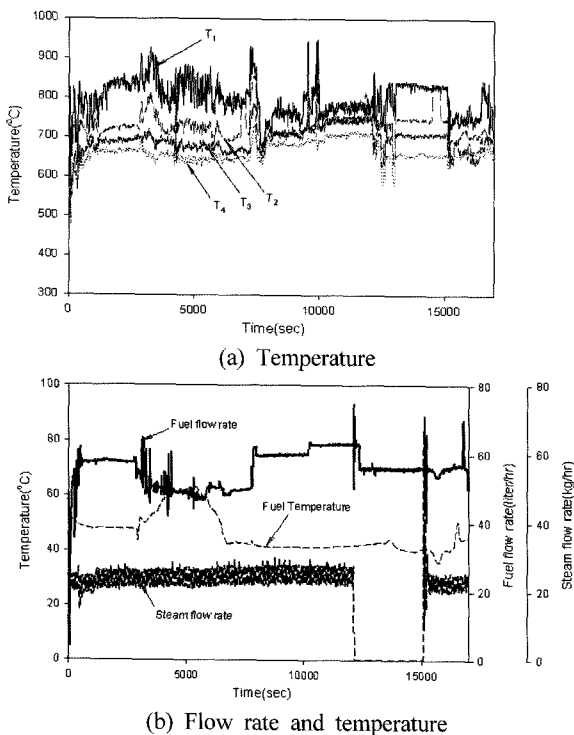 1000
900
800
700
600
500
400
300
Temperature(°C)
T1
T2
T3
T4
0 5000 10000 15000
Time(sec)
(a) Temperature
100
80
60
40
20
0
Temperature(°C)
Fuel flow rate
Fuel Temperature
Steam flow rate
80
60
40
20
0
Fuel flow rate(liter/hr)
80
60
40
20
0
Steam flow rate(kg/hr)
0 5000 10000 15000
Time(sec)
(b) Flow rate and temperature